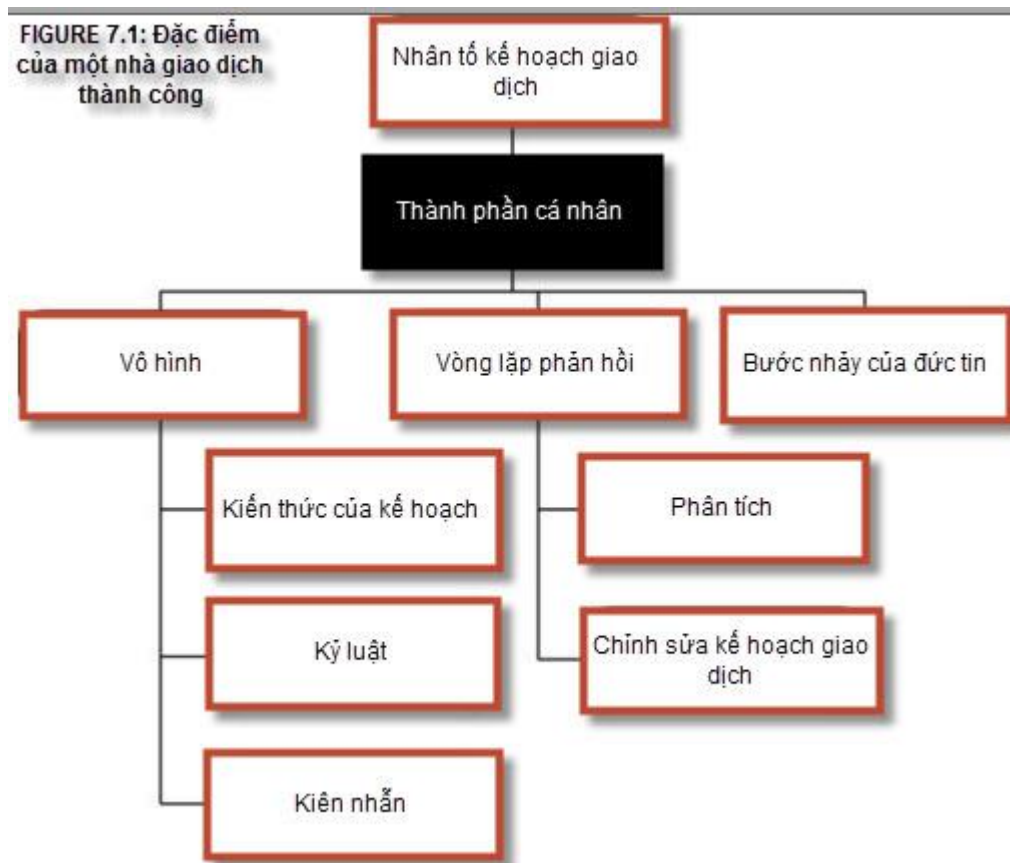 FIGURE 7.1: Đặc điểm
của một nhà giao dịch
thành công
Nhân tố kế hoạch giao
dịch
Thành phần cá nhân
Vô hình
Vòng lặp phản hồi
Bước nhảy của đức tin
Kiến thức của kế hoạch
Phân tích
Kỷ luật
Chỉnh sửa kế hoạch giao
dịch
Kiên nhẫn